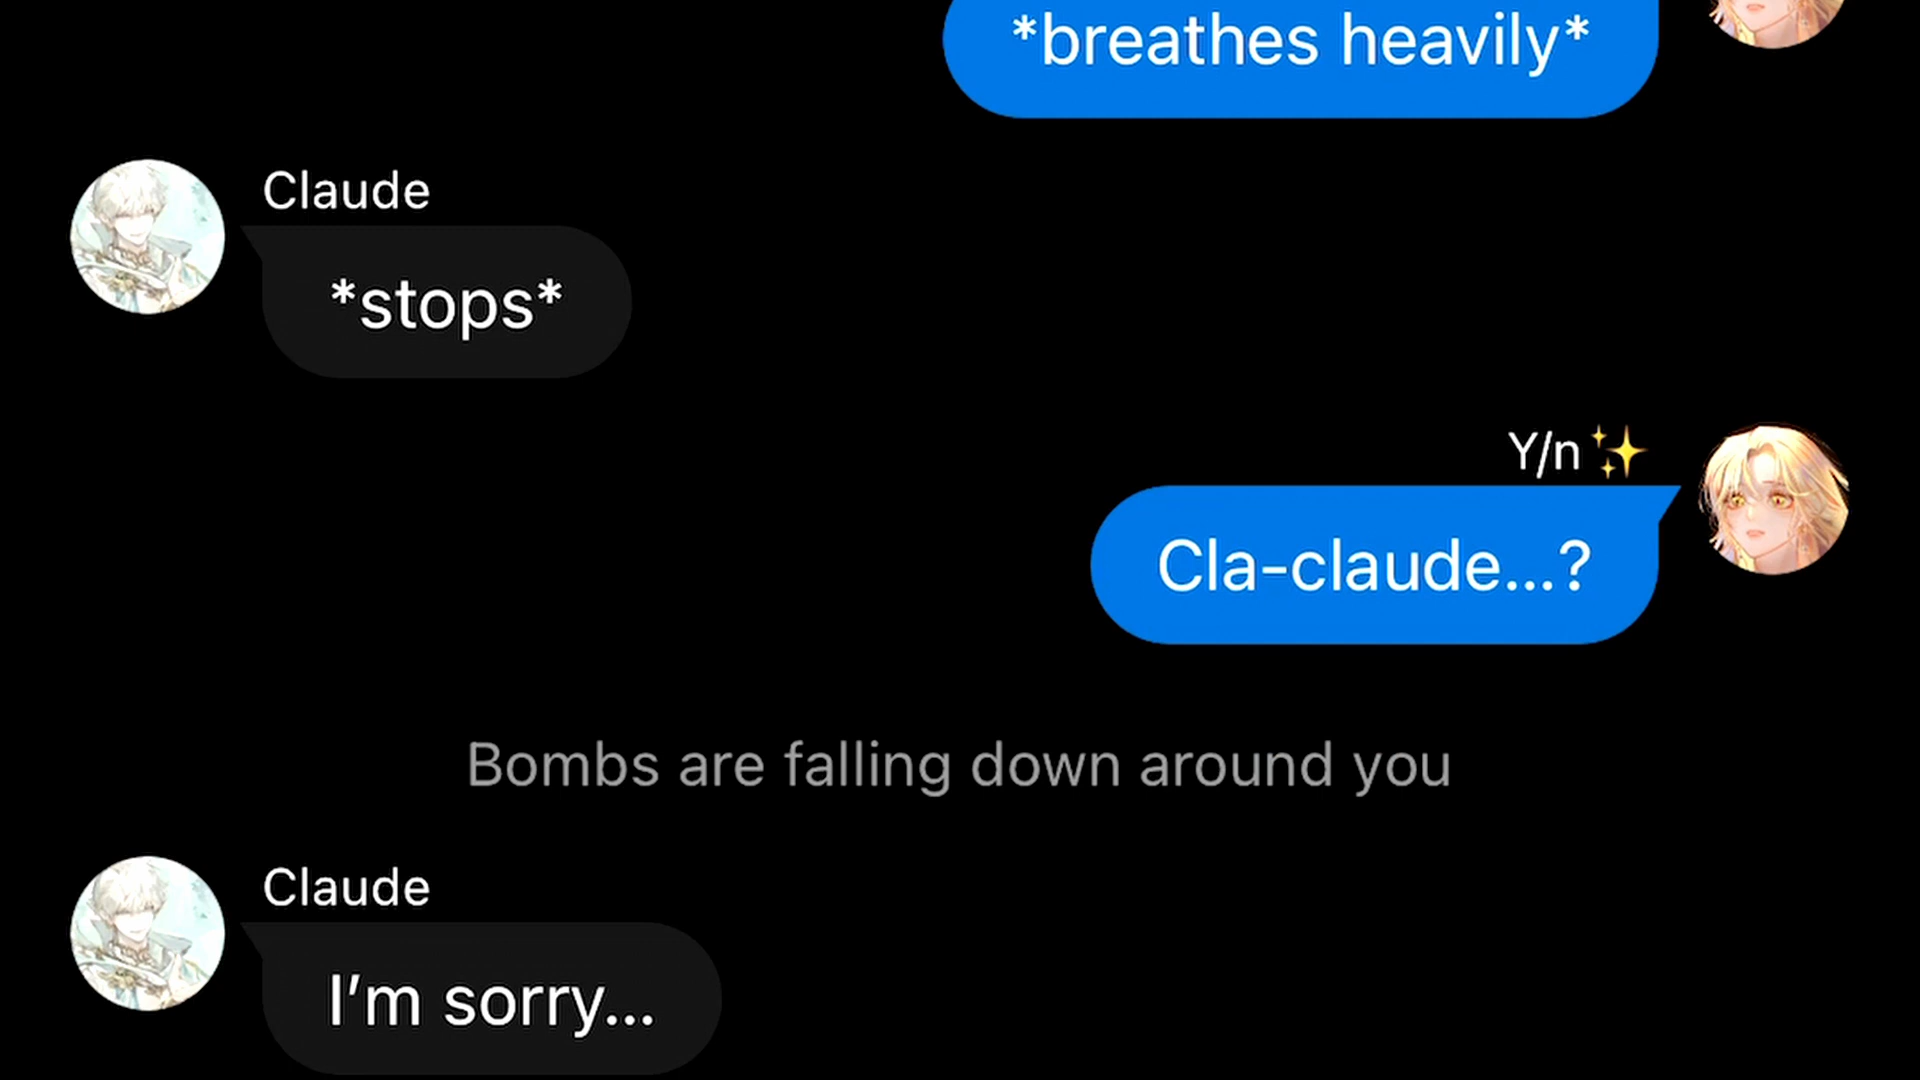 *breathes heavily*
Claude
*stops*
Y/n✨
Cla-claude...?
Bombs are falling down around you
Claude
I’m sorry...